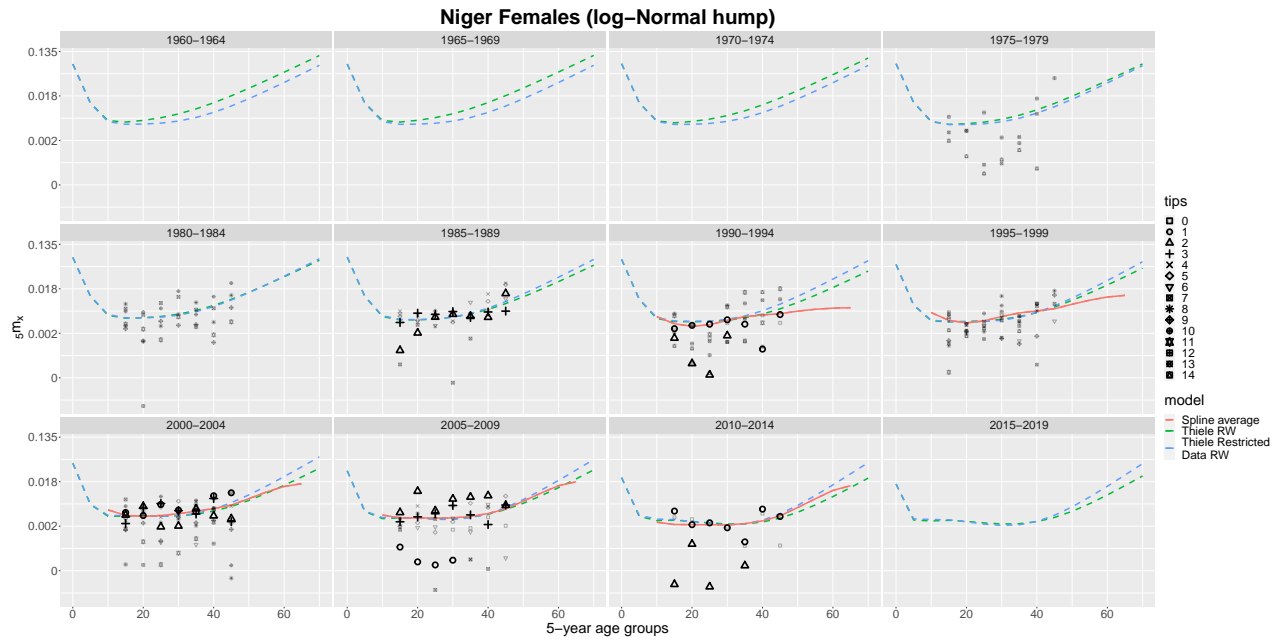 Niger Females (log−Normal hump)
1960−1964 1965−1969 1970−1974 1975−1979
0.135
0.018
0.002
0
1980−1984 1985−1989 1990−1994 1995−1999
0.135
0.018
0.002
0
2000−2004 2005−2009 2010−2014 2015−2019
0.135
0.018
0.002
0
0 20 40 60 0 20 40 60 0 20 40 60 0 20 40 60
5−year age groups
5mx
tips
0
1
2
3
4
5
6
7
8
9
10
11
12
13
14
model
Spline average
Thiele RW
Thiele Restricted
Data RW